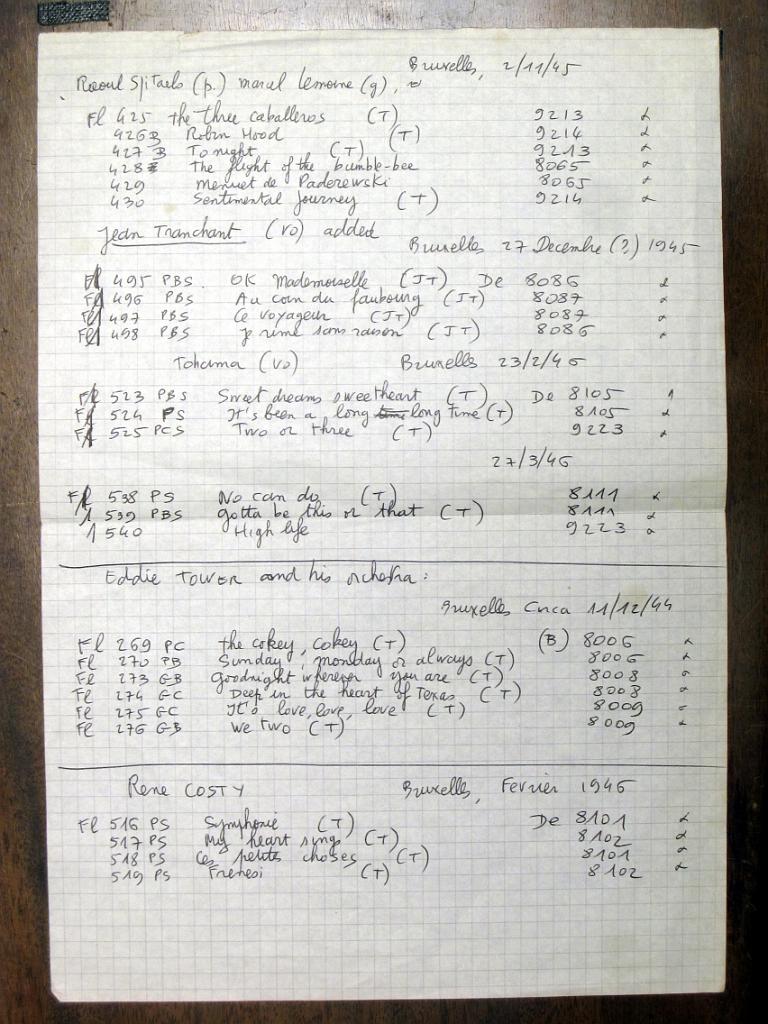 Bruxelles, 2/11/45
Raoul Spitaels (p.) marcel Lemoine (g),
Fl 425 the three caballeros (T) 9213 α
426B Robin Hood (T) 9214 α
427 B To night (T) 9213 α
428 The flight of the bumble-bee 8065 α
429 Menuet de Paderewski 8065 α
430 Sentimental Journey (T) 9214 α
Jean Tranchant (vo) added
Bruxelles 27 Decembre (?) 1945
Fl 495 PBS. OK Mademoiselle (JT) De 8086 α
Fl 496 PBS Au coin du faubourg (JT) 8087 α
Fl 497 PBS Ce voyageur (JT) 8087 α
Fl 498 PBS Je rime sans raison (JT) 8086 α
Tohama (vo) Bruxelles 23/2/46
Fl 523 PBS Sweet dreams sweetheart (T) De 8105
Fl 524 PS It's been a long time long time (T) 8105 α
Fl 525 PCS Two or three (T) 9223 α
27/3/46
Fl 538 PS No can do (T) 8111 α
539 PBS Gotta be this or that (T) 8111 α
540 High life 9223 α
Eddie TOWER and his orchestra:
Bruxelles Circa 11/12/44
Fl 269 PC the cokey, cokey (T) (B) 8006 α
Fl 270 PB Sunday, monday or always (T) 8006 α
Fl 273 GB Goodnight wherever you are (T) 8008 α
Fl 274 GC Deep in the heart of Texas (T) 8008 α
Fl 275 GC It's love, love, love (T) 8009
Fl 276 GB We two (T) 8009 α
Rene COSTY Bruxelles, Fevrier 1946
Fl 516 PS Symphonie (T) De 8101 α
517 PS My heart sings (T) 8102 α
518 PS Ces petites choses (T) 8101 α
519 PS Frenesi (T) 8102 α